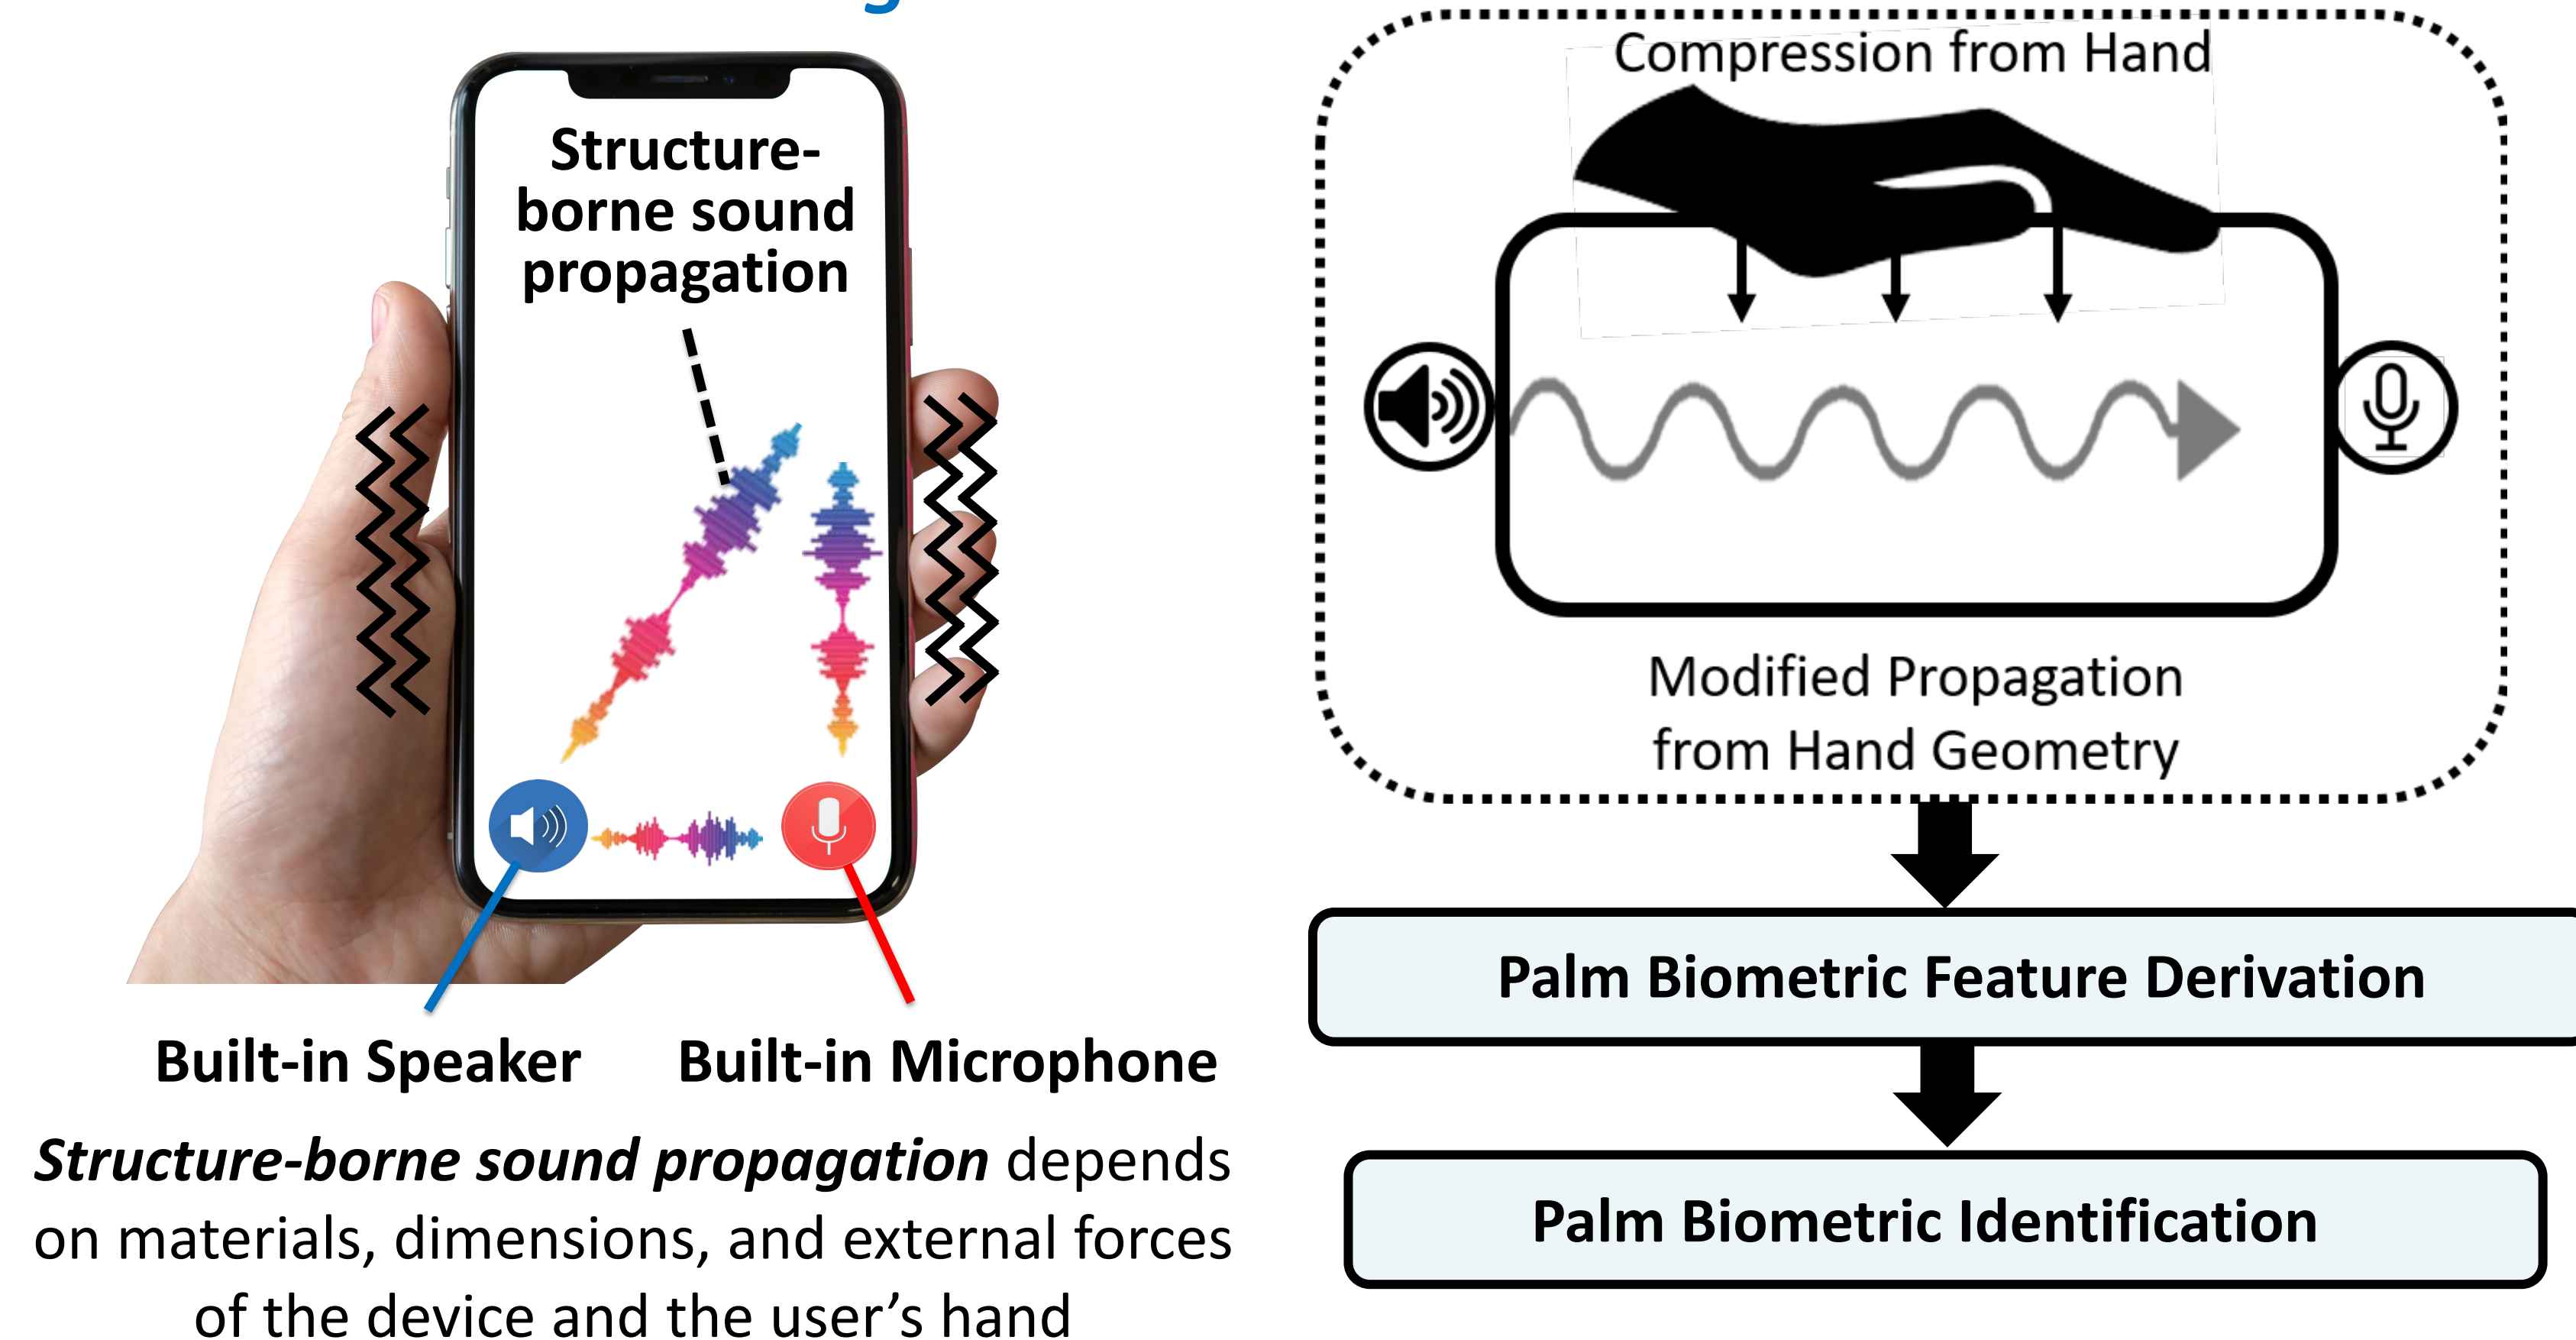 Structure-
borne sound
propagation
Built-in Speaker
Built-in Microphone
Structure-borne sound propagation depends
on materials, dimensions, and external forces
of the device and the user’s hand
Compression from Hand
Modified Propagation
from Hand Geometry
Palm Biometric Feature Derivation
Palm Biometric Identification